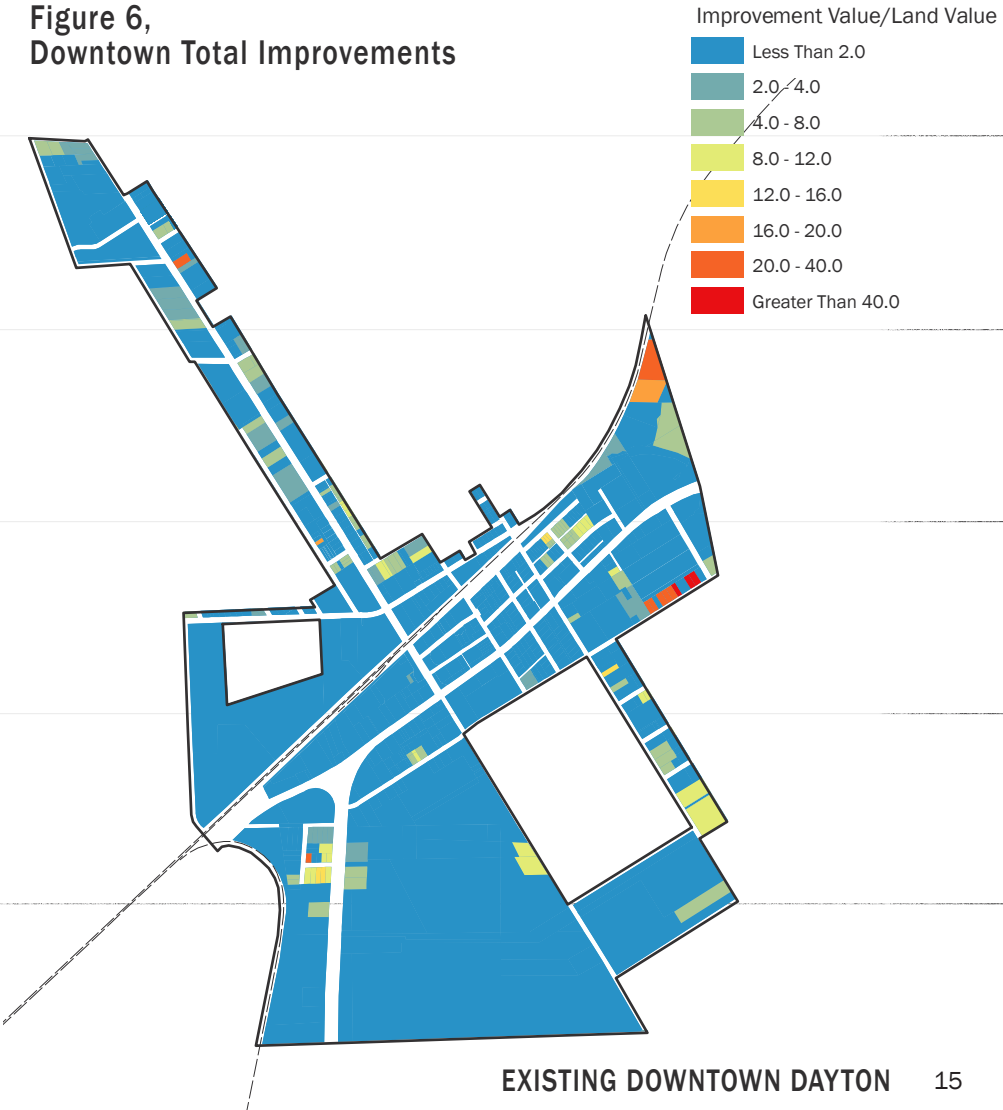 Figure 6,
Downtown Total Improvements
Improvement Value/Land Value
Less Than 2.0
2.0 - 4.0
4.0 - 8.0
8.0 - 12.0
12.0 - 16.0
16.0 - 20.0
20.0 - 40.0
Greater Than 40.0
EXISTING DOWNTOWN DAYTON 15